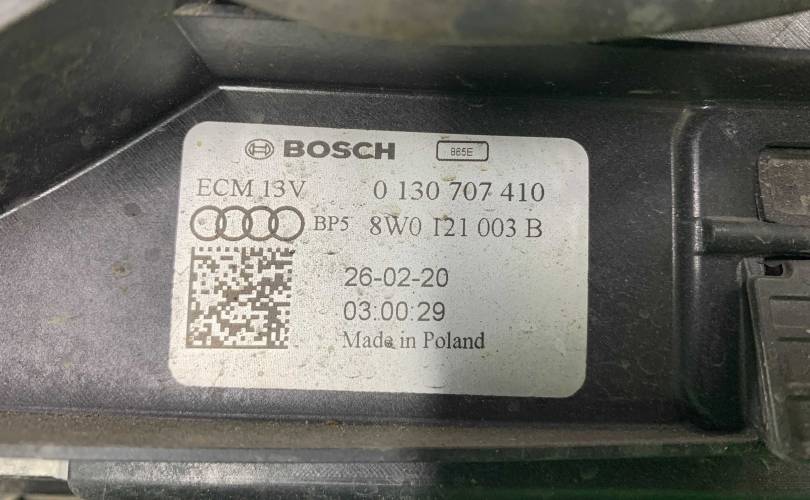 BOSCH 865E
ECM 13V 0 130 707 410
BP5 8W0 121 003 B
26-02-20
03:00:29
Made in Poland